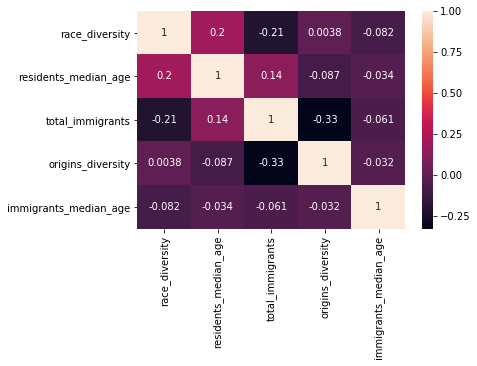 race_diversity 1 0.2 -0.21 0.0038 -0.082
residents_median_age 0.2 1 0.14 -0.087 -0.034
total_immigrants -0.21 0.14 1 -0.33 -0.061
origins_diversity 0.0038 -0.087 -0.33 1 -0.032
immigrants_median_age -0.082 -0.034 -0.061 -0.032 1
race_diversity
residents_median_age
total_immigrants
origins_diversity
immigrants_median_age
1.00
0.75
0.50
0.25
0.00
−0.25